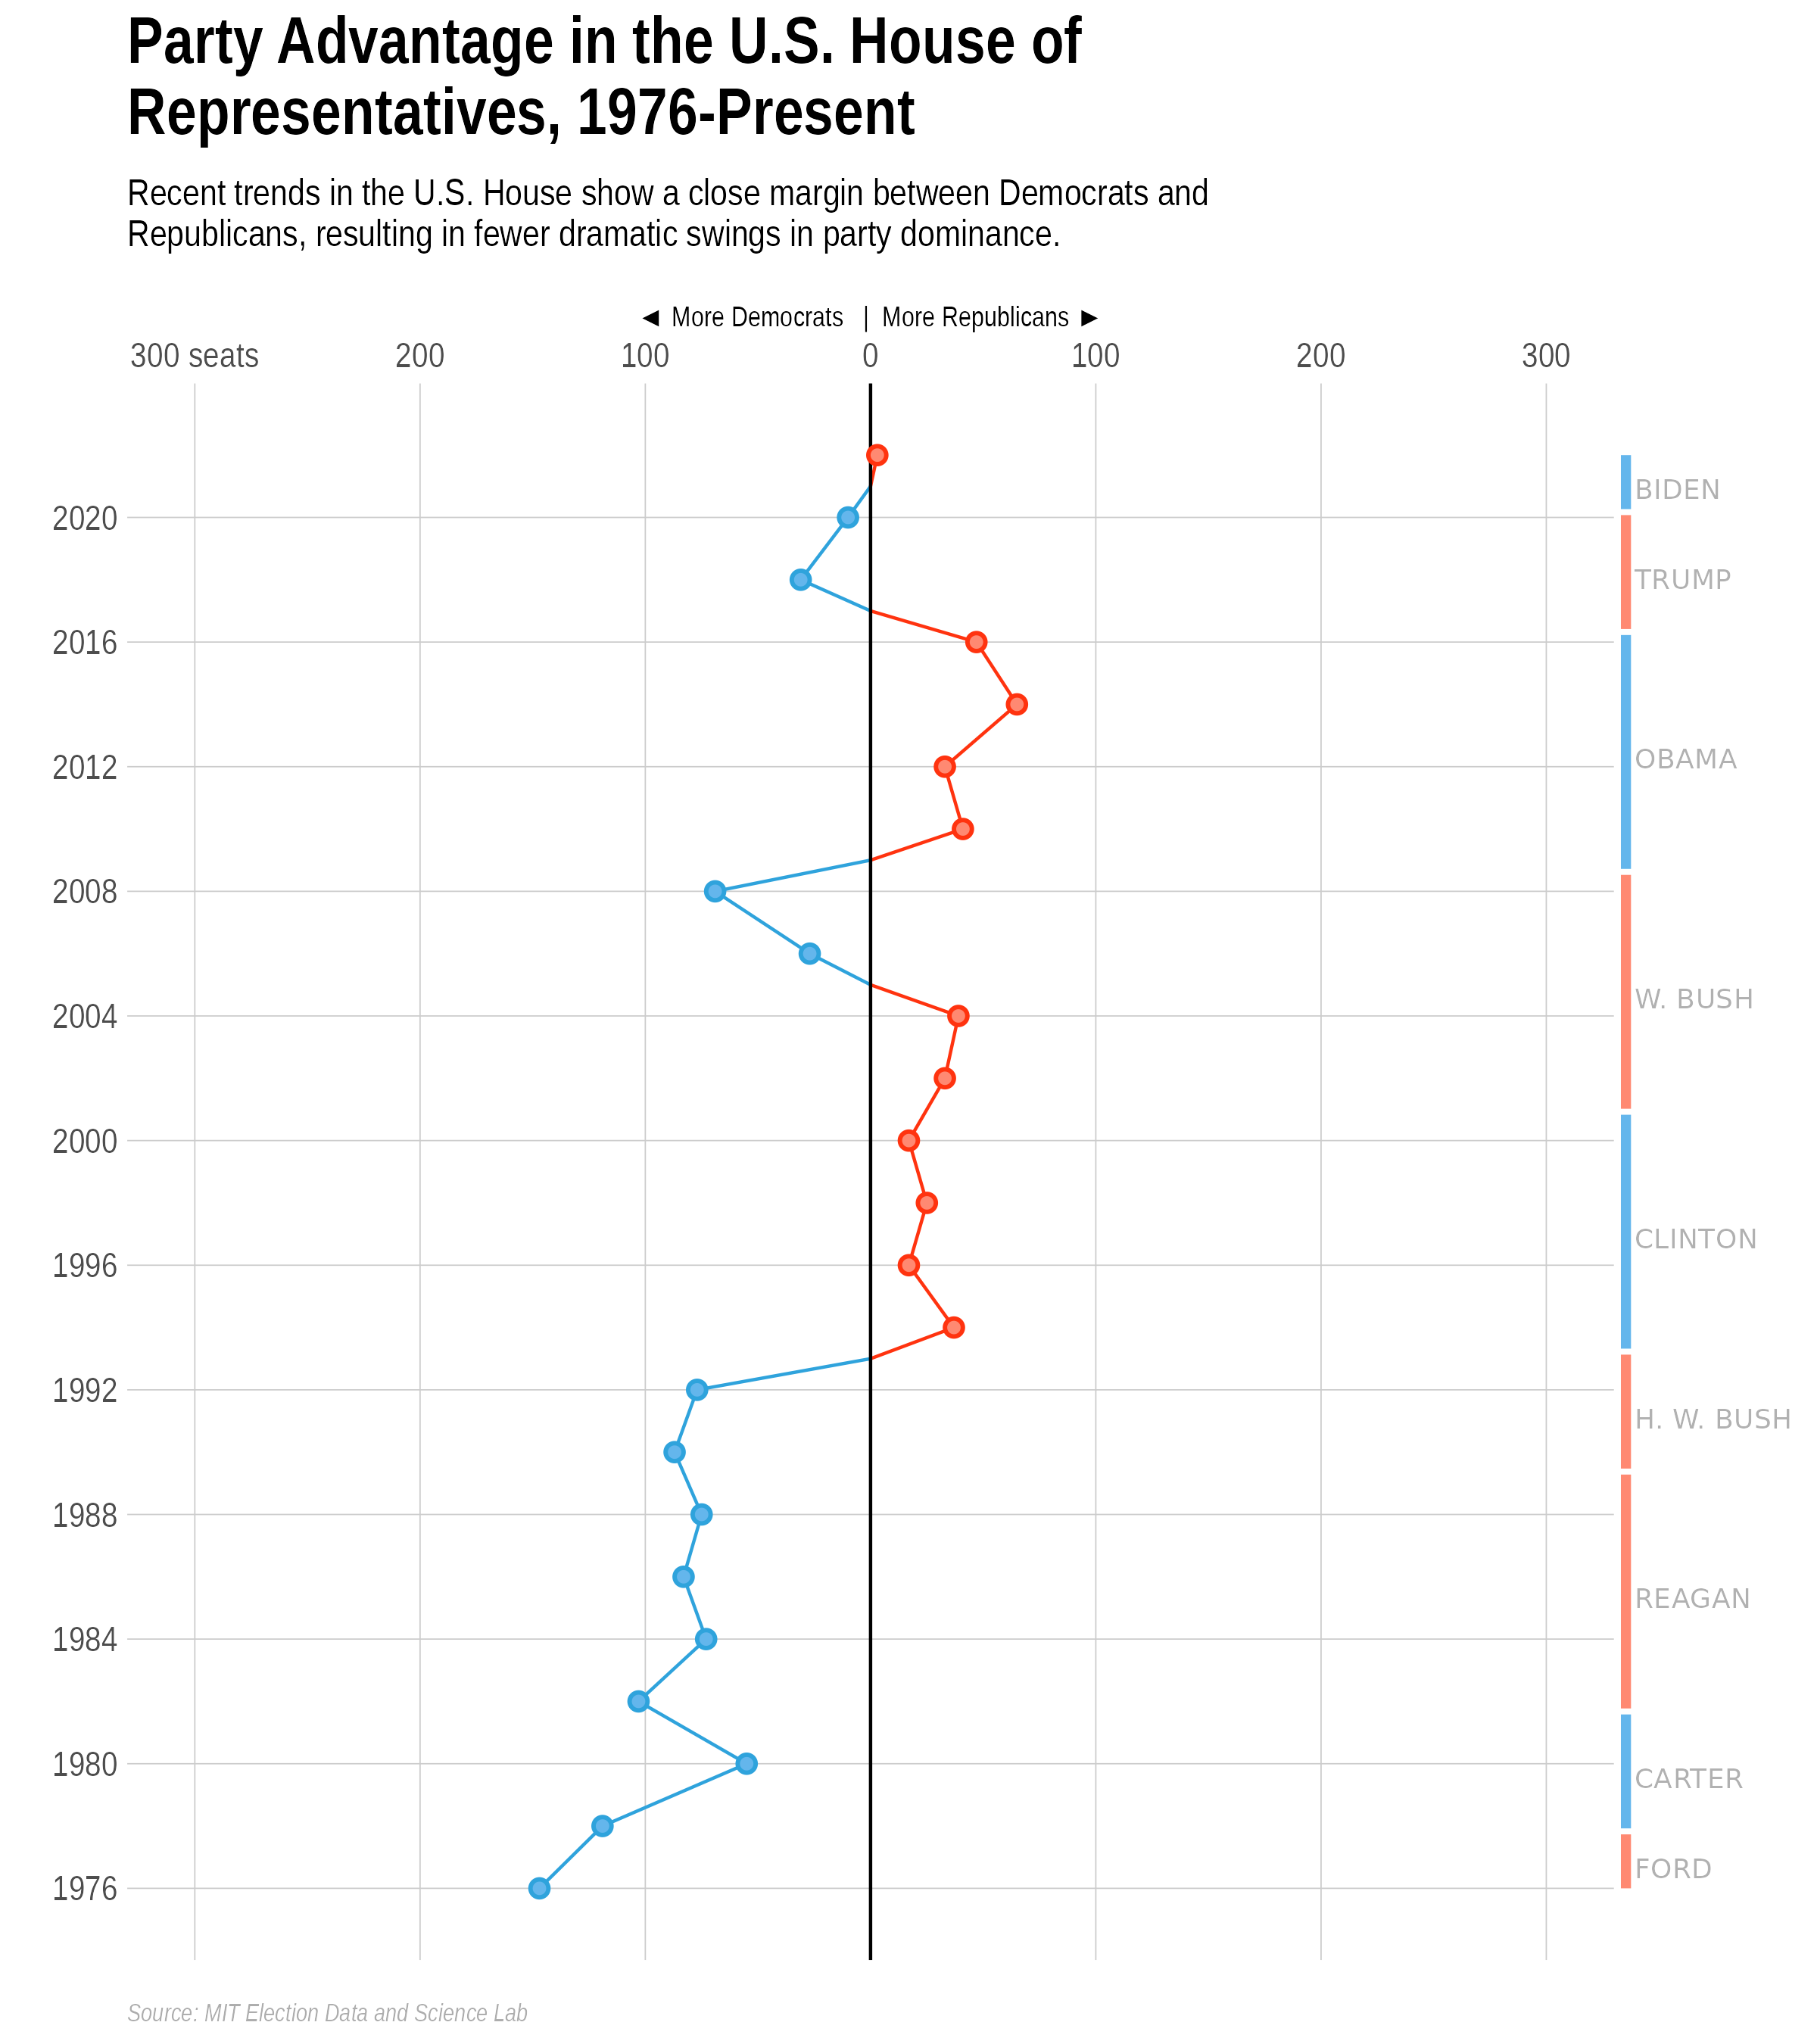 Party Advantage in the U.S. House of
Representatives, 1976-Present
Recent trends in the U.S. House show a close margin between Democrats and
Republicans, resulting in fewer dramatic swings in party dominance.
◄ More Democrats | More Republicans ►
300 seats 200 100 0 100 200 300
BIDEN
2020
TRUMP
2016
OBAMA
2012
2008
W. BUSH
2004
2000
CLINTON
1996
1992
H. W. BUSH
1988
REAGAN
1984
1980
CARTER
FORD
1976
Source: MIT Election Data and Science Lab